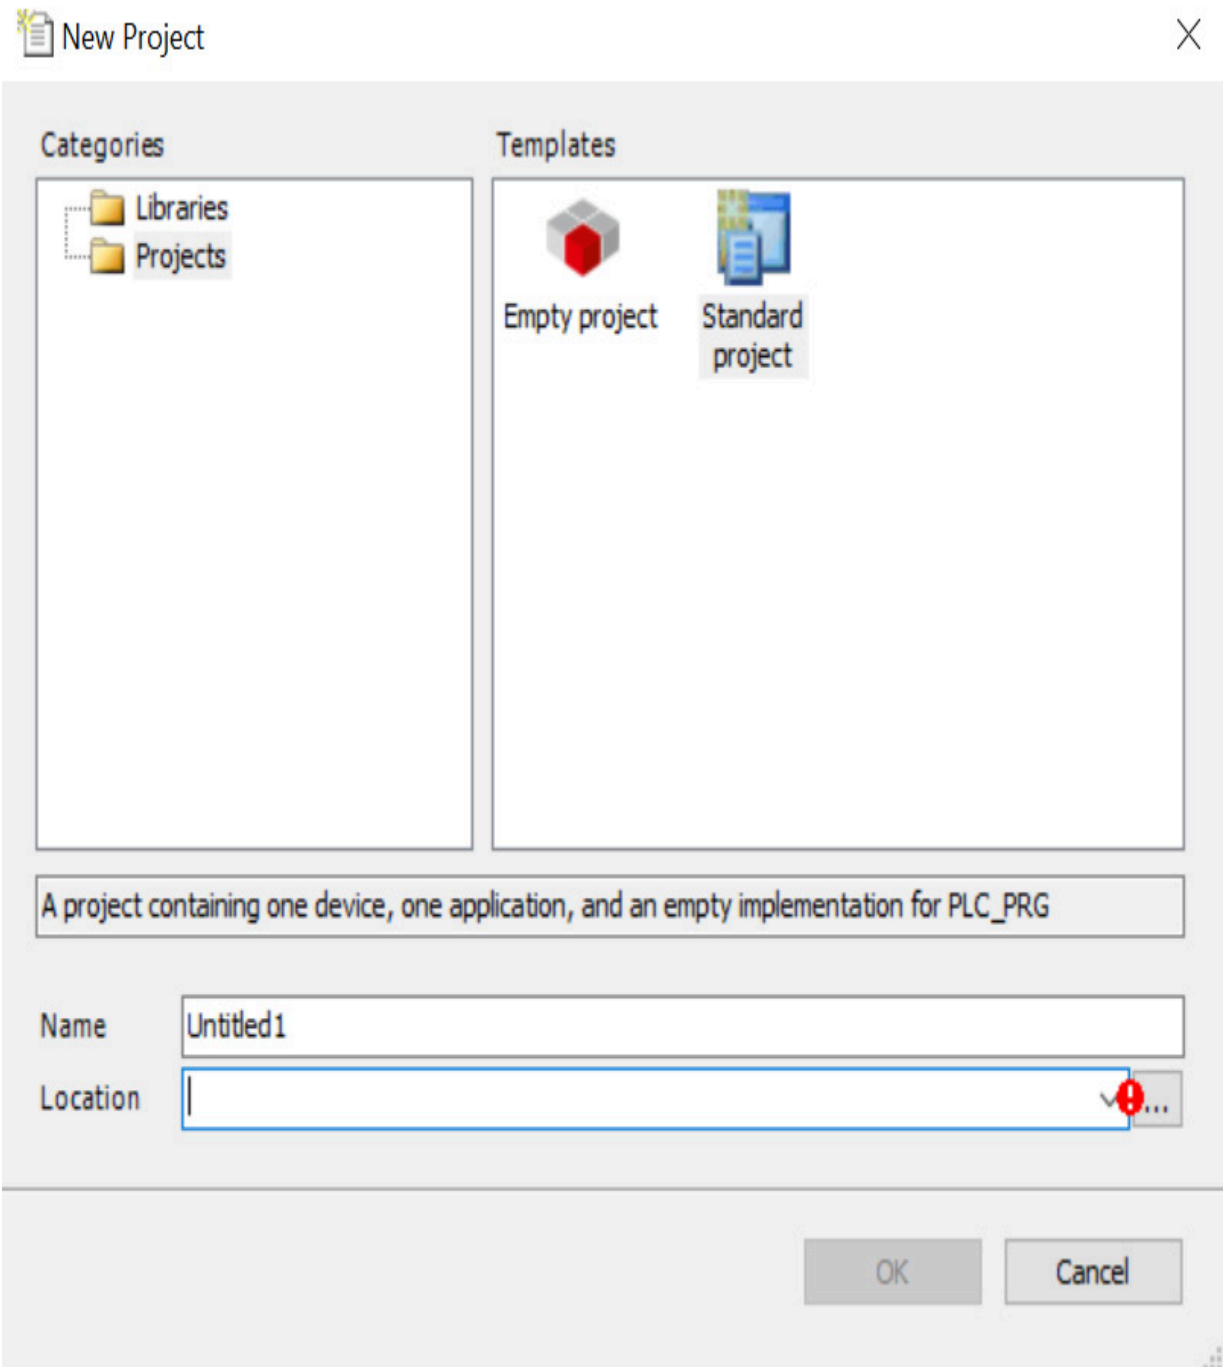 New Project
Categories
Templates
Libraries
Projects
Empty project
Standard
project
A project containing one device, one application, and an empty implementation for PLC_PRG
Name
Untitled1
Location
...
OK
Cancel